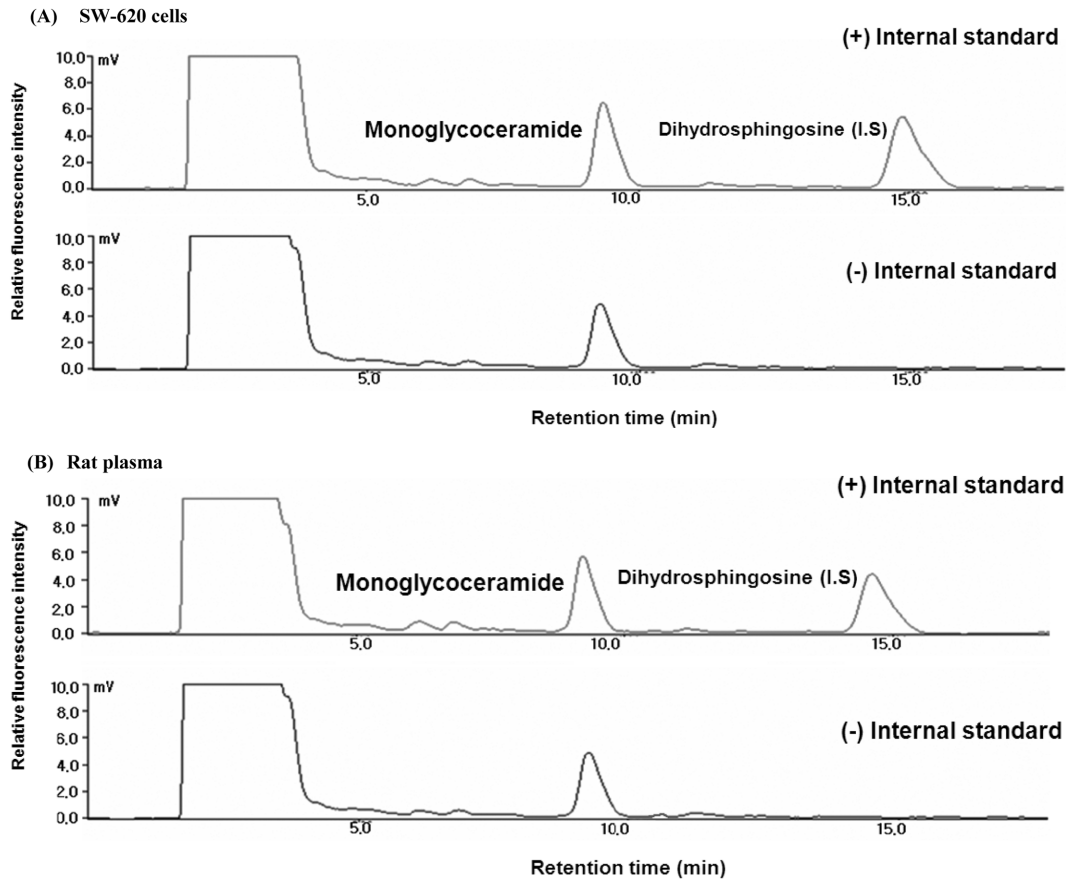 (A) SW-620 cells
(+) Internal standard
Relative fluorescence intensity
10.0 mV
8.0
6.0
Monoglycoceramide
Dihydrosphingosine (I.S)
4.0
2.0
0.0
5.0 10.0 15.0
10.0 mV
(-) Internal standard
8.0
6.0
4.0
2.0
0.0
5.0 10.0 15.0
Retention time (min)
(B) Rat plasma
(+) Internal standard
Relative fluorescence intensity
10.0 mV
8.0
6.0
Monoglycoceramide
Dihydrosphingosine (I.S)
4.0
2.0
0.0
5.0 10.0 15.0
10.0 mV
(-) Internal standard
8.0
6.0
4.0
2.0
0.0
5.0 10.0 15.0
Retention time (min)